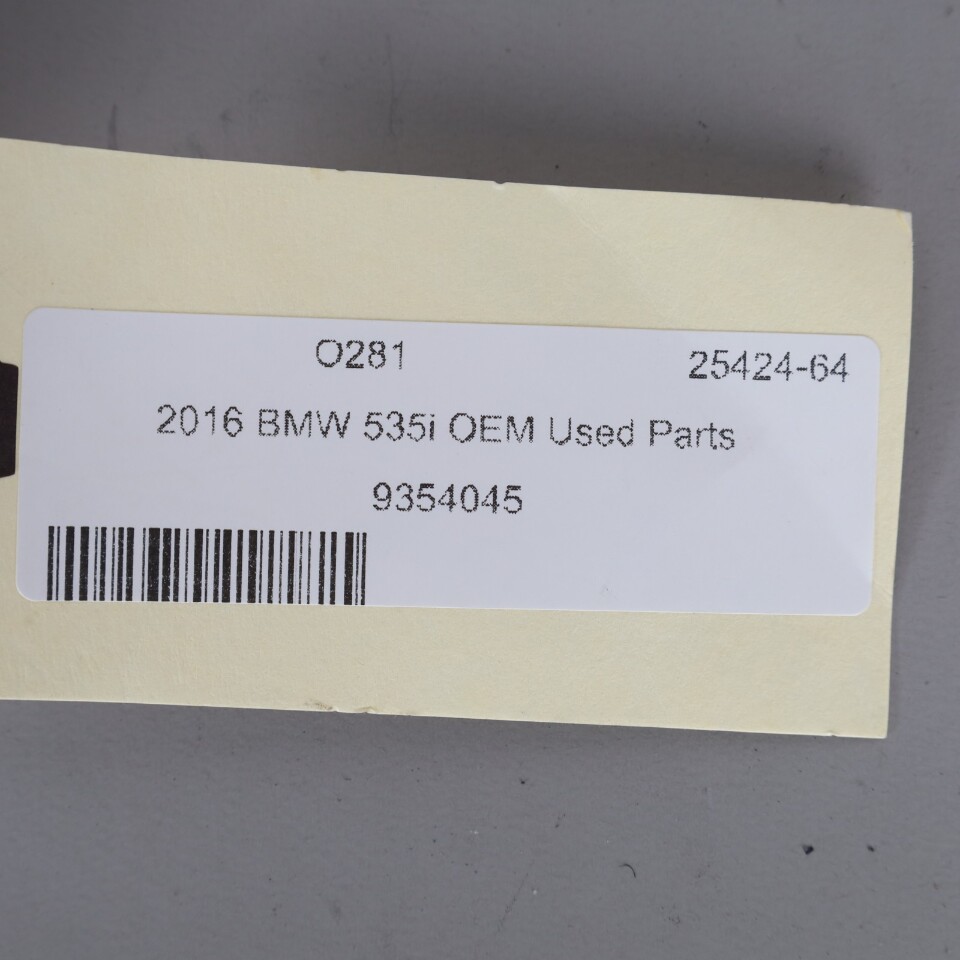 O281 25424-64
2016 BMW 535i OEM Used Parts
9354045